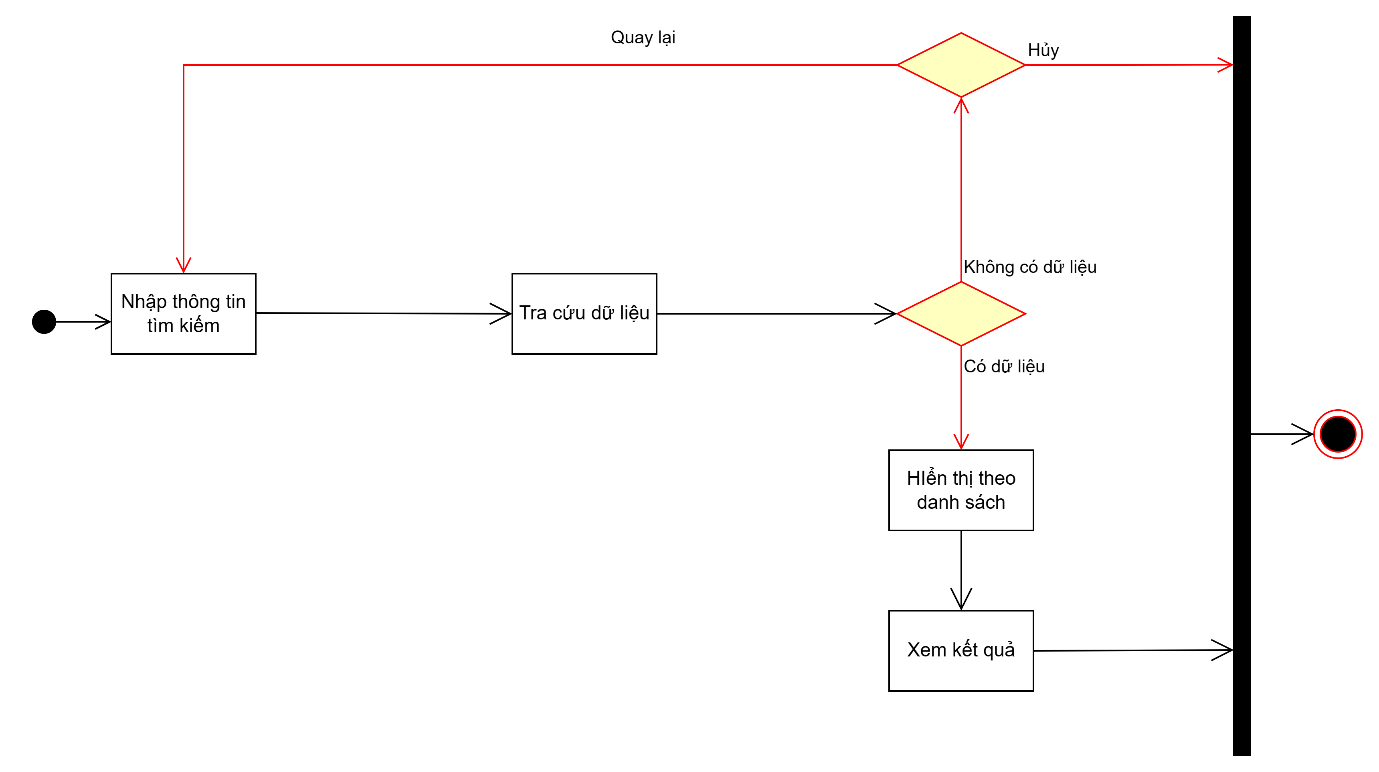 Quay lại
Hủy
Không có dữ liệu
Nhập thông tin
tìm kiếm
Tra cứu dữ liệu
Có dữ liệu
HIển thị theo
danh sách
Xem kết quả